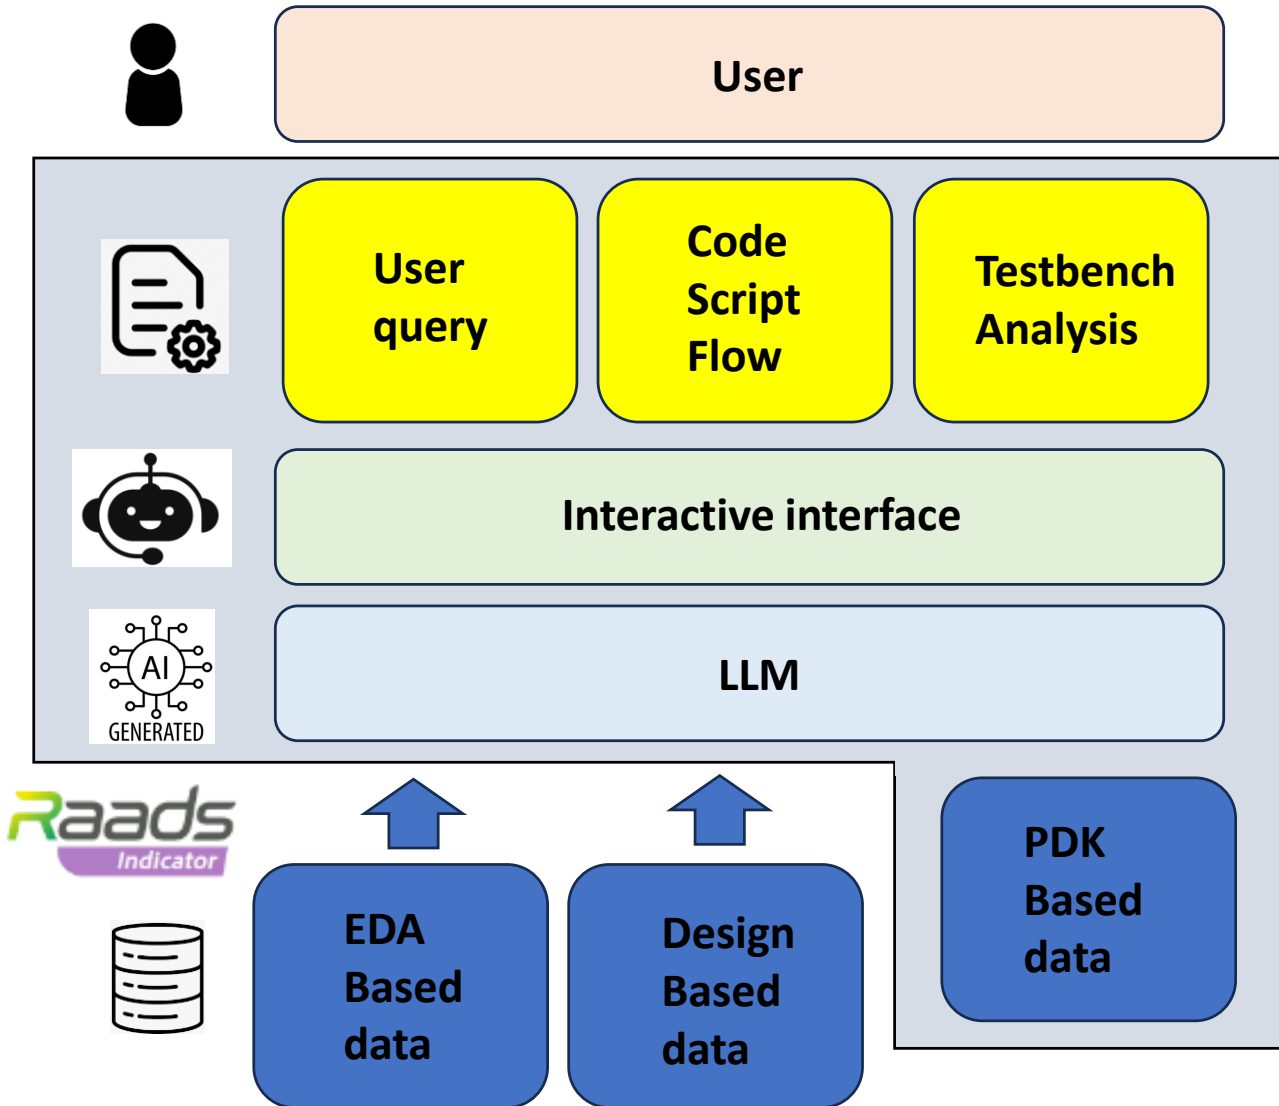 User
User
query
Code
Script
Flow
Testbench
Analysis
Interactive interface
AI
GENERATED
LLM
Raads
Indicator
EDA
Based
data
Design
Based
data
PDK
Based
data